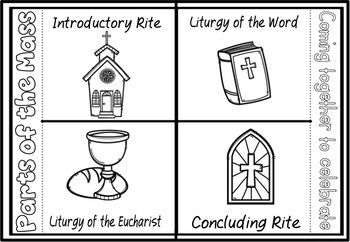 Parts of the Mass
Introductory Rite
Liturgy of the Word
Liturgy of the Eucharist
Concluding Rite
Coming together to celebrate